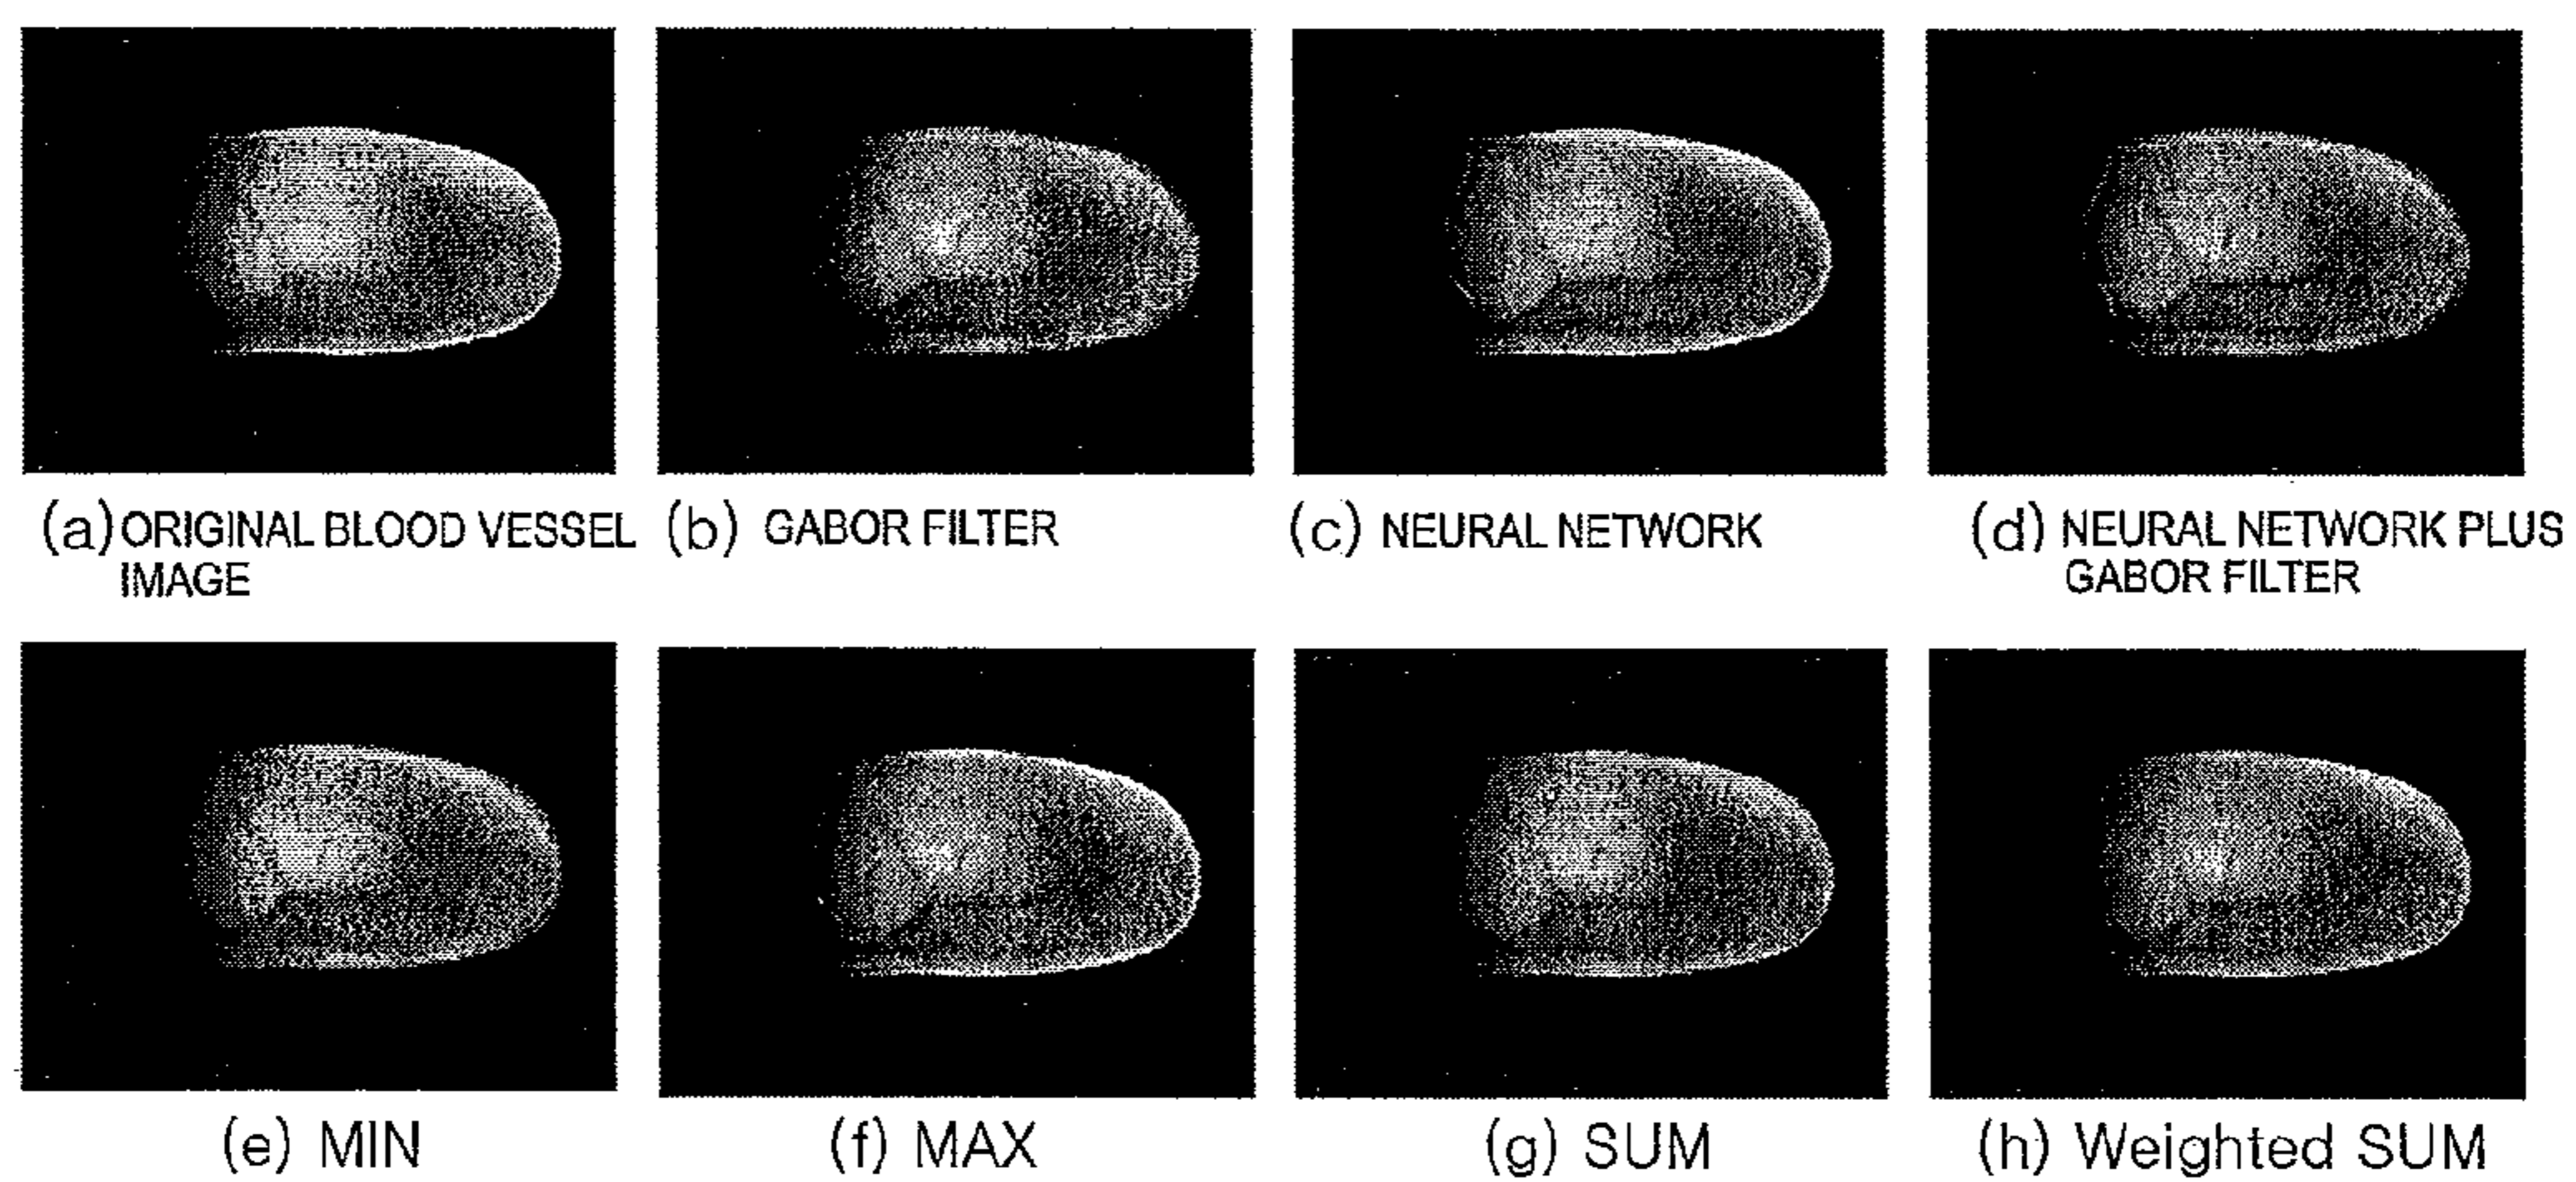 (a) ORIGINAL BLOOD VESSEL
IMAGE
(b) GABOR FILTER
(c) NEURAL NETWORK
(d) NEURAL NETWORK PLUS
GABOR FILTER
(e) MIN
(f) MAX
(g) SUM
(h) Weighted SUM